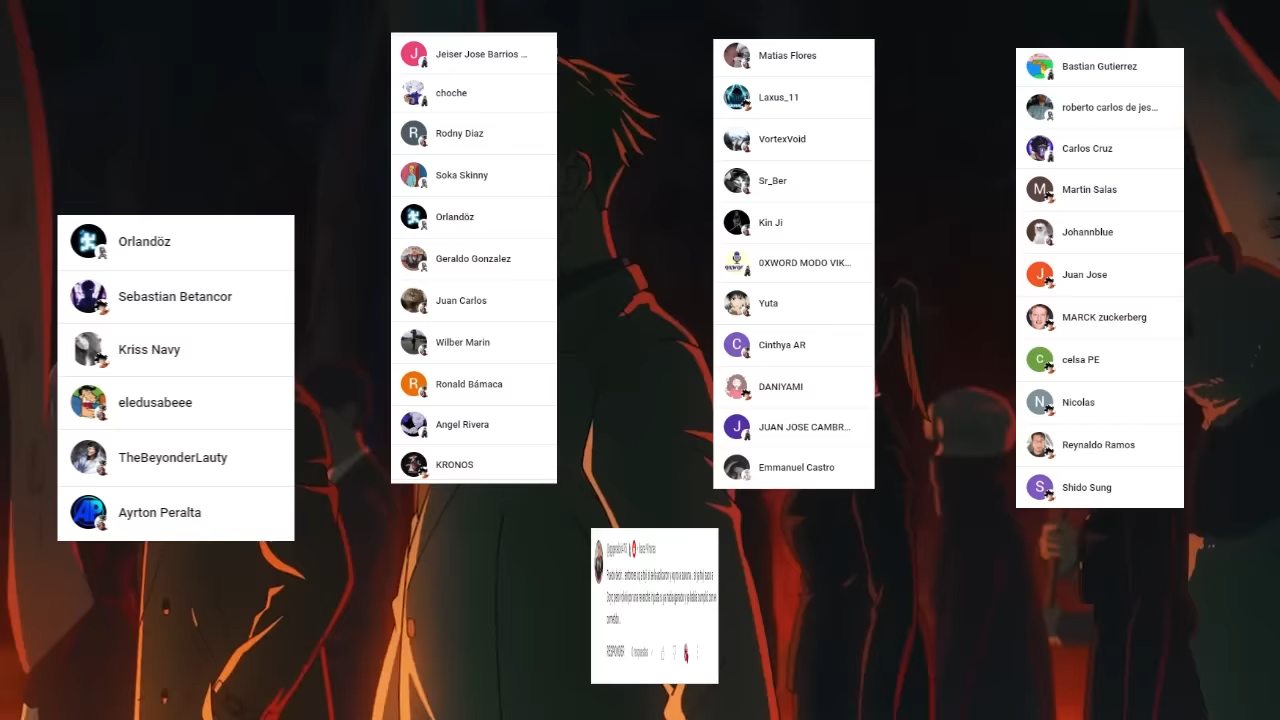 Orlandöz
Sebastian Betancor
Kriss Navy
eledusabeee
TheBeyonderLauty
Ayrton Peralta
J
Jeiser Jose Barrios ...
choche
R
Rodny Diaz
Soka Skinny
Orlandöz
Geraldo Gonzalez
Juan Carlos
Wilber Marin
R
Ronald Bámaca
Angel Rivera
KRONOS
Matias Flores
Laxus_11
VortexVoid
Sr_Ber
Kin Ji
0XWORD MODO VIK...
Yuta
C
Cinthya AR
DANIYAMI
J
JUAN JOSE CAMBR...
Emmanuel Castro
Bastian Gutierrez
roberto carlos de jes...
Carlos Cruz
M
Martin Salas
Johannblue
J
Juan Jose
MARCK zuckerberg
C
celsa PE
N
Nicolas
Reynaldo Ramos
S
Shido Sung
RESPONDER